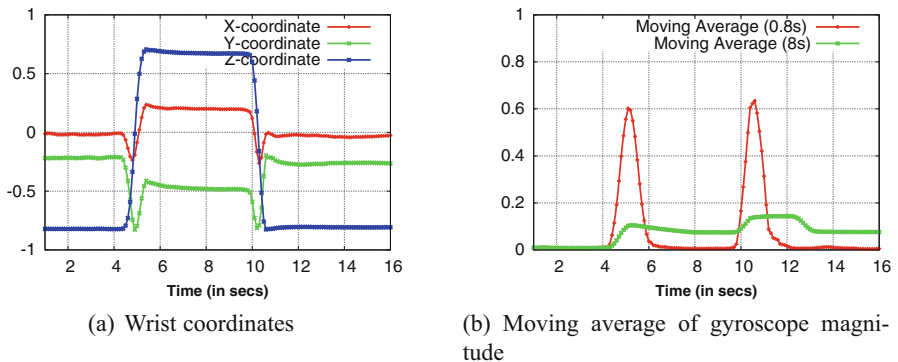 X-coordinate
Y-coordinate
Z-coordinate
1
0.5
0
-0.5
-1
2 4 6 8 10 12 14 16
Time (in secs)
(a) Wrist coordinates
Moving Average (0.8s)
Moving Average (8s)
1
0.8
0.6
0.4
0.2
0
2 4 6 8 10 12 14 16
Time (in secs)
(b) Moving average of gyroscope magni-
tude